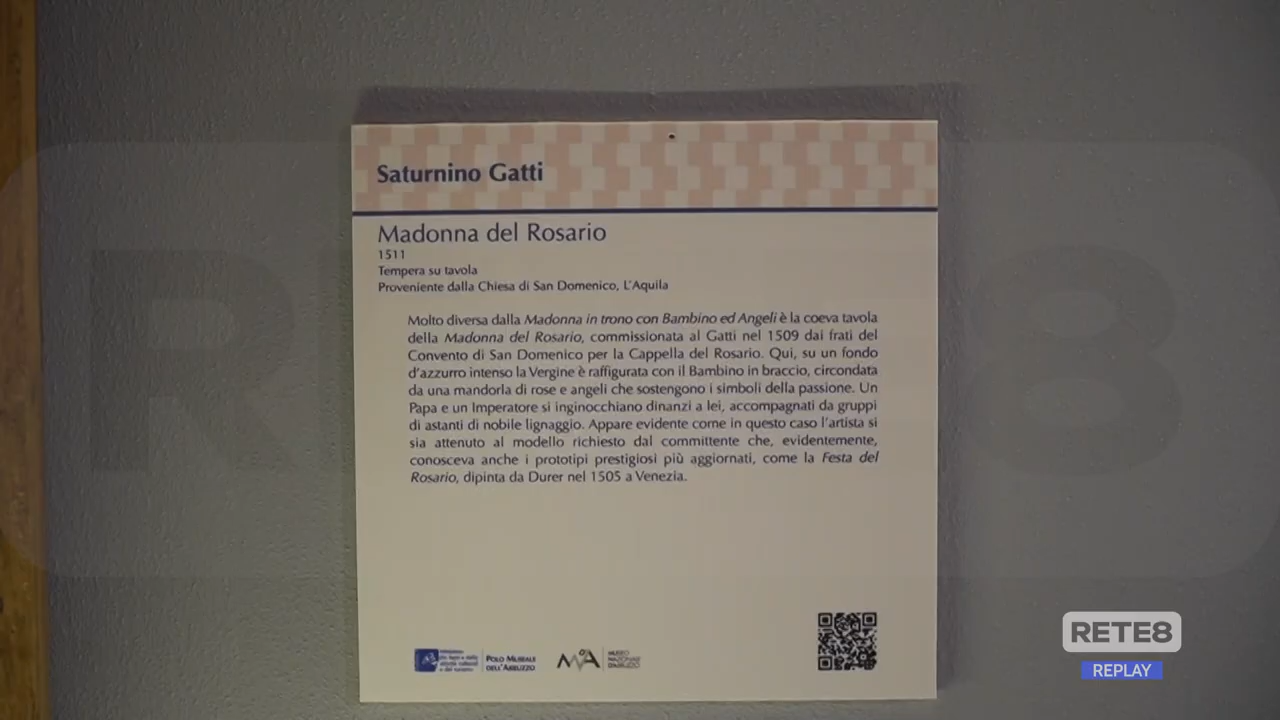 Saturnino Gatti
Madonna del Rosario
1511
Tempera su tavola
Proveniente dalla Chiesa di San Domenico, L'Aquila
Molto diversa dalla Madonna in trono con Bambino ed Angeli è la coeva tavola
della Madonna del Rosario, commissionata al Gatti nel 1509 dai frati del
Convento di San Domenico per la Cappella del Rosario. Qui, su un fondo
d'azzurro intenso la Vergine è raffigurata con il Bambino in braccio, circondata
da una mandorla di rose e angeli che sostengono i simboli della passione. Un
Papa e un Imperatore si inginocchiano dinanzi a lei, accompagnati da gruppi
di astanti di nobile lignaggio. Appare evidente come in questo caso l'artista si
sia attenuto al modello richiesto dal committente che, evidentemente,
conosceva anche i prototipi prestigiosi più aggiornati, come la Festa del
Rosario, dipinta da Durer nel 1505 a Venezia.
POLO MUSEALE
DELL'ABRUZZO
MUSEO
NAZIONALE
D'ABRUZZO
RETE8
REPLAY
RETE8